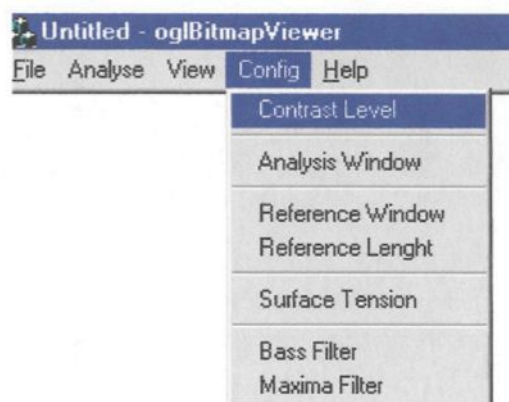 Untitled - oglBitmapViewer
File Analyse View Config Help
Contrast Level
Analysis Window
Reference Window
Reference Lenght
Surface Tension
Bass Filter
Maxima Filter